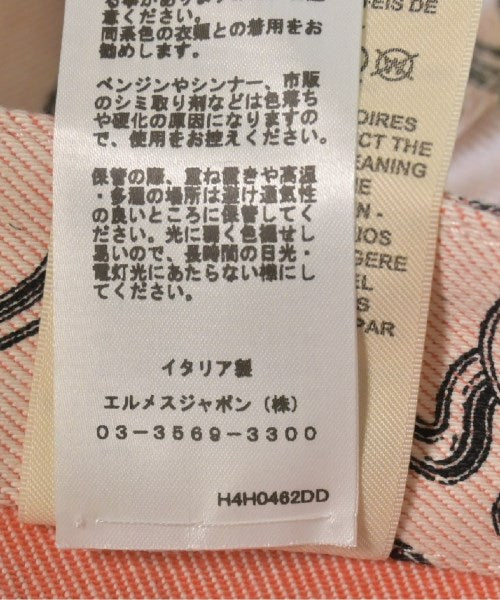 意ください。
同系色の衣類との着用をお
勧めします。
ベンジンやシンナー、市販
のシミ取り剤などは色落ち
や硬化の原因になりますの
で、使用をお控えください。
保管の際、重ね置きや高温
・多湿の場所は避け通気性
の良いところに保管してく
ださい。光に弱く色褪せし
易いので、長時間の日光・
電灯光にあたらない様にし
てください。
イタリア製
エルメスジャポン（株）
03-3569-3300
H4H0462DD
FEIS DE
OIRES
CT THE
EANING
NE
ON -
NOS
GERE
EL
S
PAR